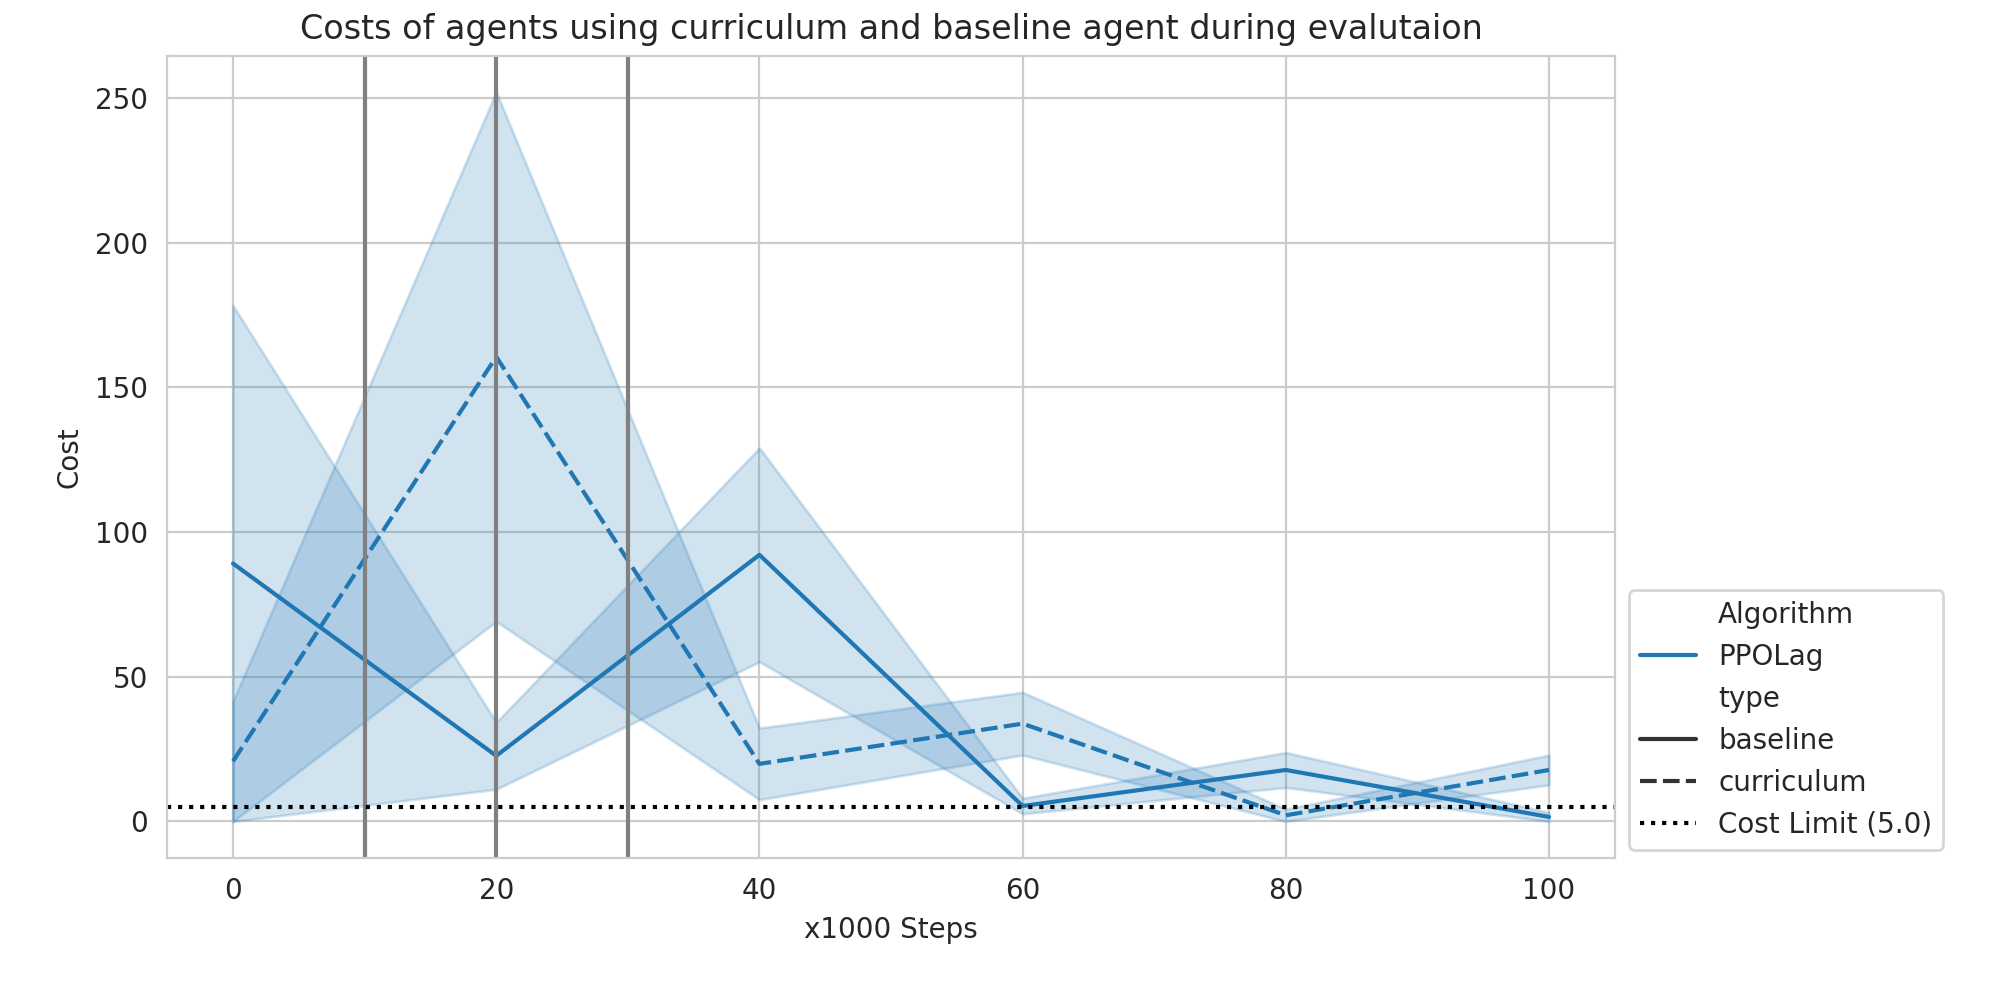 Costs of agents using curriculum and baseline agent during evalutaion
250
200
150
100
50
0
Cost
0 20 40 60 80 100
x1000 Steps
Algorithm
PPOLag
type
baseline
curriculum
Cost Limit (5.0)